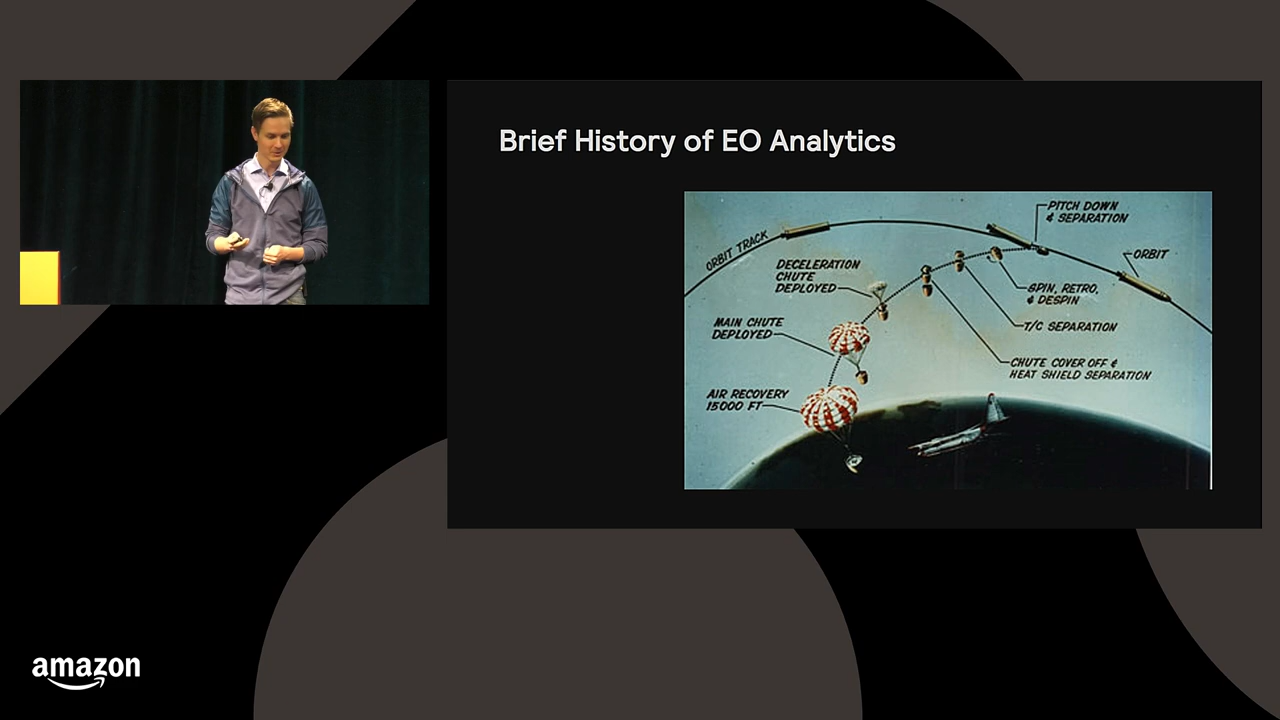 Brief History of EO Analytics
PITCH DOWN
& SEPARATION
ORBIT TRACK
ORBIT
DECELERATION
CHUTE
DEPLOYED
SPIN, RETRO,
& DESPIN
MAIN CHUTE
DEPLOYED
T/C SEPARATION
CHUTE COVER OFF &
HEAT SHIELD SEPARATION
AIR RECOVERY
15000 FT
amazon